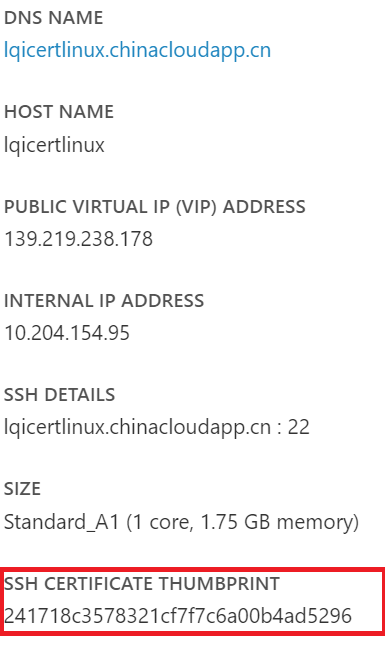 DNS NAME
lqicertlinux.chinacloudapp.cn
HOST NAME
lqicertlinux
PUBLIC VIRTUAL IP (VIP) ADDRESS
139.219.238.178
INTERNAL IP ADDRESS
10.204.154.95
SSH DETAILS
lqicertlinux.chinacloudapp.cn : 22
SIZE
Standard_A1 (1 core, 1.75 GB memory)
SSH CERTIFICATE THUMBPRINT
241718c3578321cf7f7c6a00b4ad5296